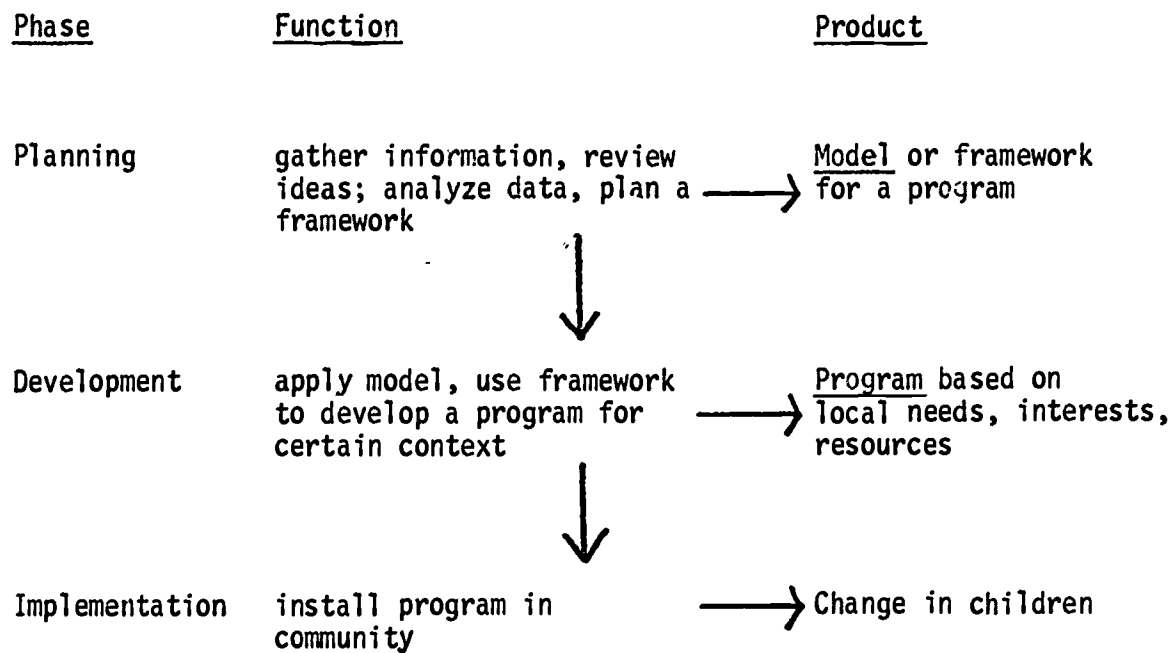 Phase Function Product
Planning gather information, review Model or framework
ideas; analyze data, plan a for a program
framework
Development apply model, use framework Program based on
to develop a program for local needs, interests,
certain context resources
Implementation install program in Change in children
community